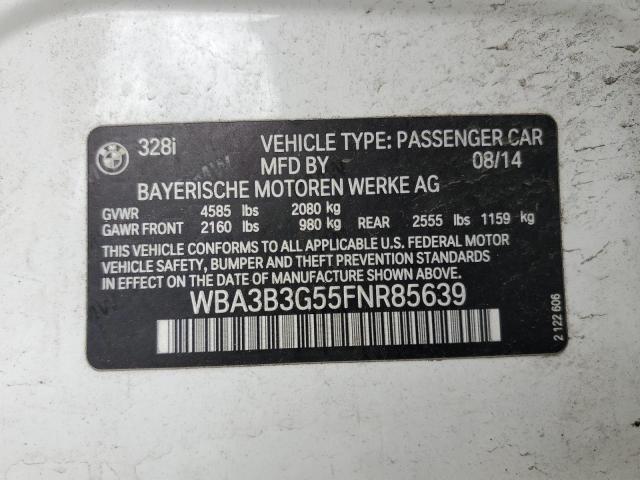 328i VEHICLE TYPE: PASSENGER CAR
MFD BY 08/14
BAYERISCHE MOTOREN WERKE AG
GVWR 4585 lbs 2080 kg
GAWR FRONT 2160 lbs 980 kg REAR 2555 lbs 1159 kg
THIS VEHICLE CONFORMS TO ALL APPLICABLE U.S. FEDERAL MOTOR
VEHICLE SAFETY, BUMPER AND THEFT PREVENTION STANDARDS
IN EFFECT ON THE DATE OF MANUFACTURE SHOWN ABOVE.
WBA3B3G55FNR85639
2 122 606